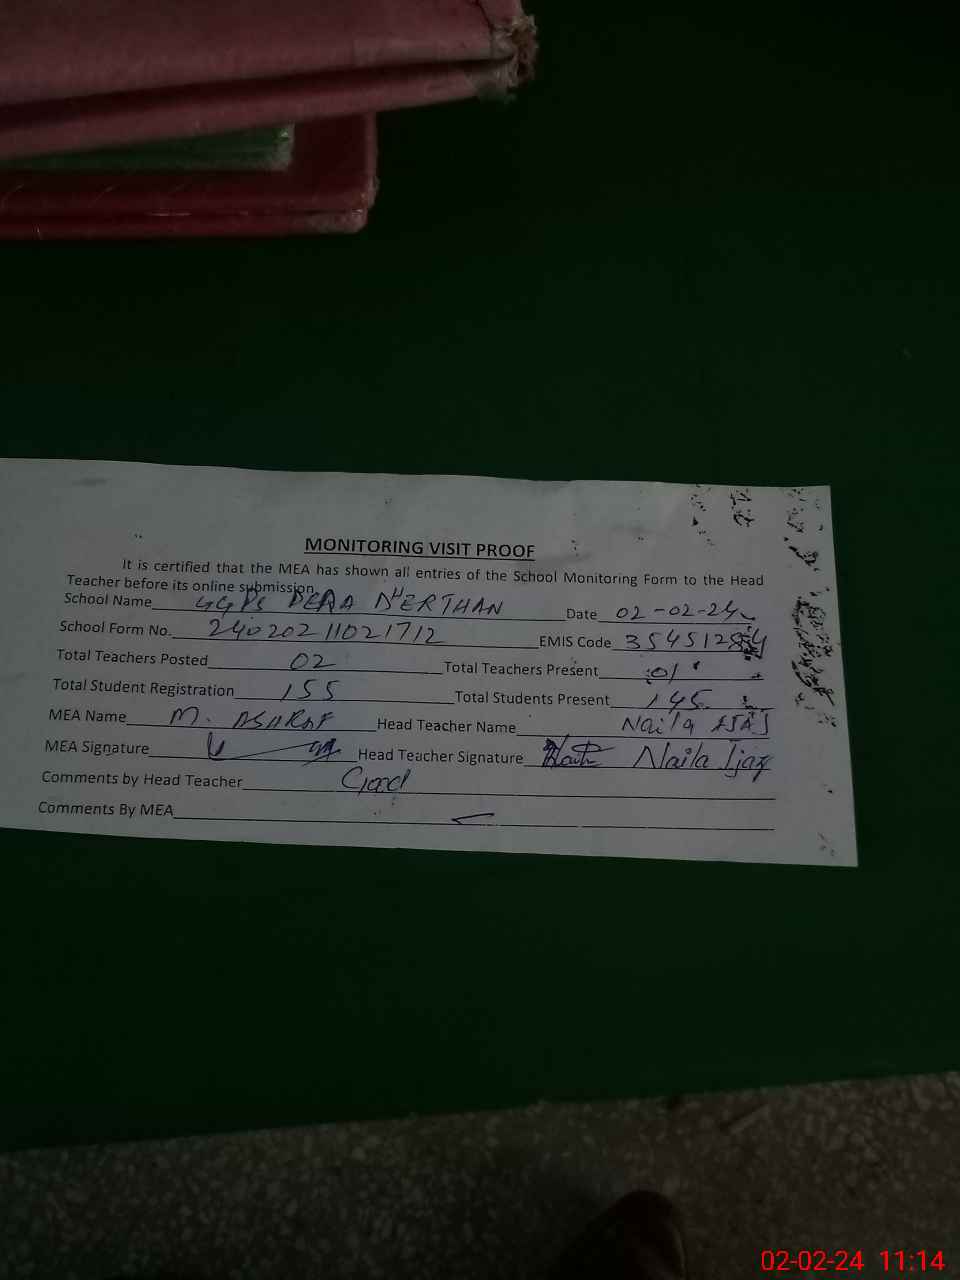 MONITORING VISIT PROOF
It is certified that the MEA has shown all entries of the School Monitoring Form to the Head
Teacher before its online submission.
School Name GGPS DERA NERTHAN Date 02-02-24
School Form No. 24020211021712 EMIS Code 3545128
Total Teachers Posted 02 Total Teachers Present 01
Total Student Registration 155 Total Students Present 145
MEA Name M. ASHRAF Head Teacher Name Naila IJAJ
MEA Signature Head Teacher Signature Naila Ijaz
Comments by Head Teacher Good
Comments By MEA
02-02-24 11:14